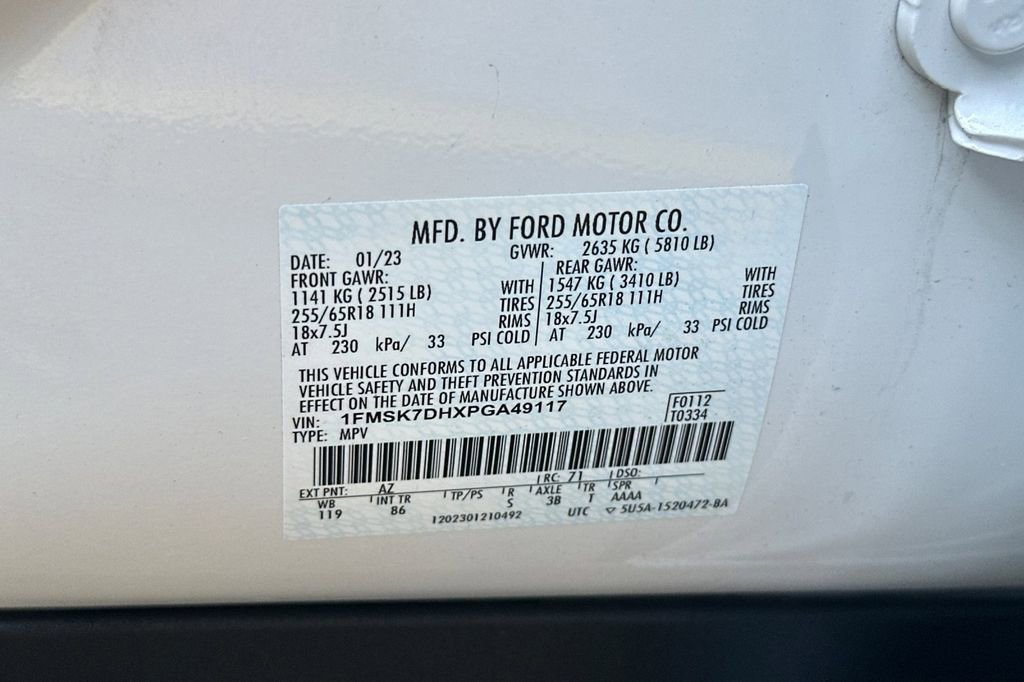 MFD. BY FORD MOTOR CO.
DATE: 01/23 GVWR: 2635 KG ( 5810 LB)
FRONT GAWR: REAR GAWR:
1141 KG ( 2515 LB) WITH 1547 KG ( 3410 LB) WITH
255/65R18 111H TIRES 255/65R18 111H TIRES
18x7.5J RIMS 18x7.5J RIMS
AT 230 kPa/ 33 PSI COLD AT 230 kPa/ 33 PSI COLD
THIS VEHICLE CONFORMS TO ALL APPLICABLE FEDERAL MOTOR
VEHICLE SAFETY AND THEFT PREVENTION STANDARDS IN
EFFECT ON THE DATE OF MANUFACTURE SHOWN ABOVE.
VIN: 1FMSK7DHXPGA49117 F0112
TYPE: MPV T0334
EXT PNT: AZ RC: 71 DSO:
WB INT TR TP/PS R AXLE TR SPR
119 86 S 3B T AAAA
1202301210492 UTC ▽ 5U5A-1520472-BA